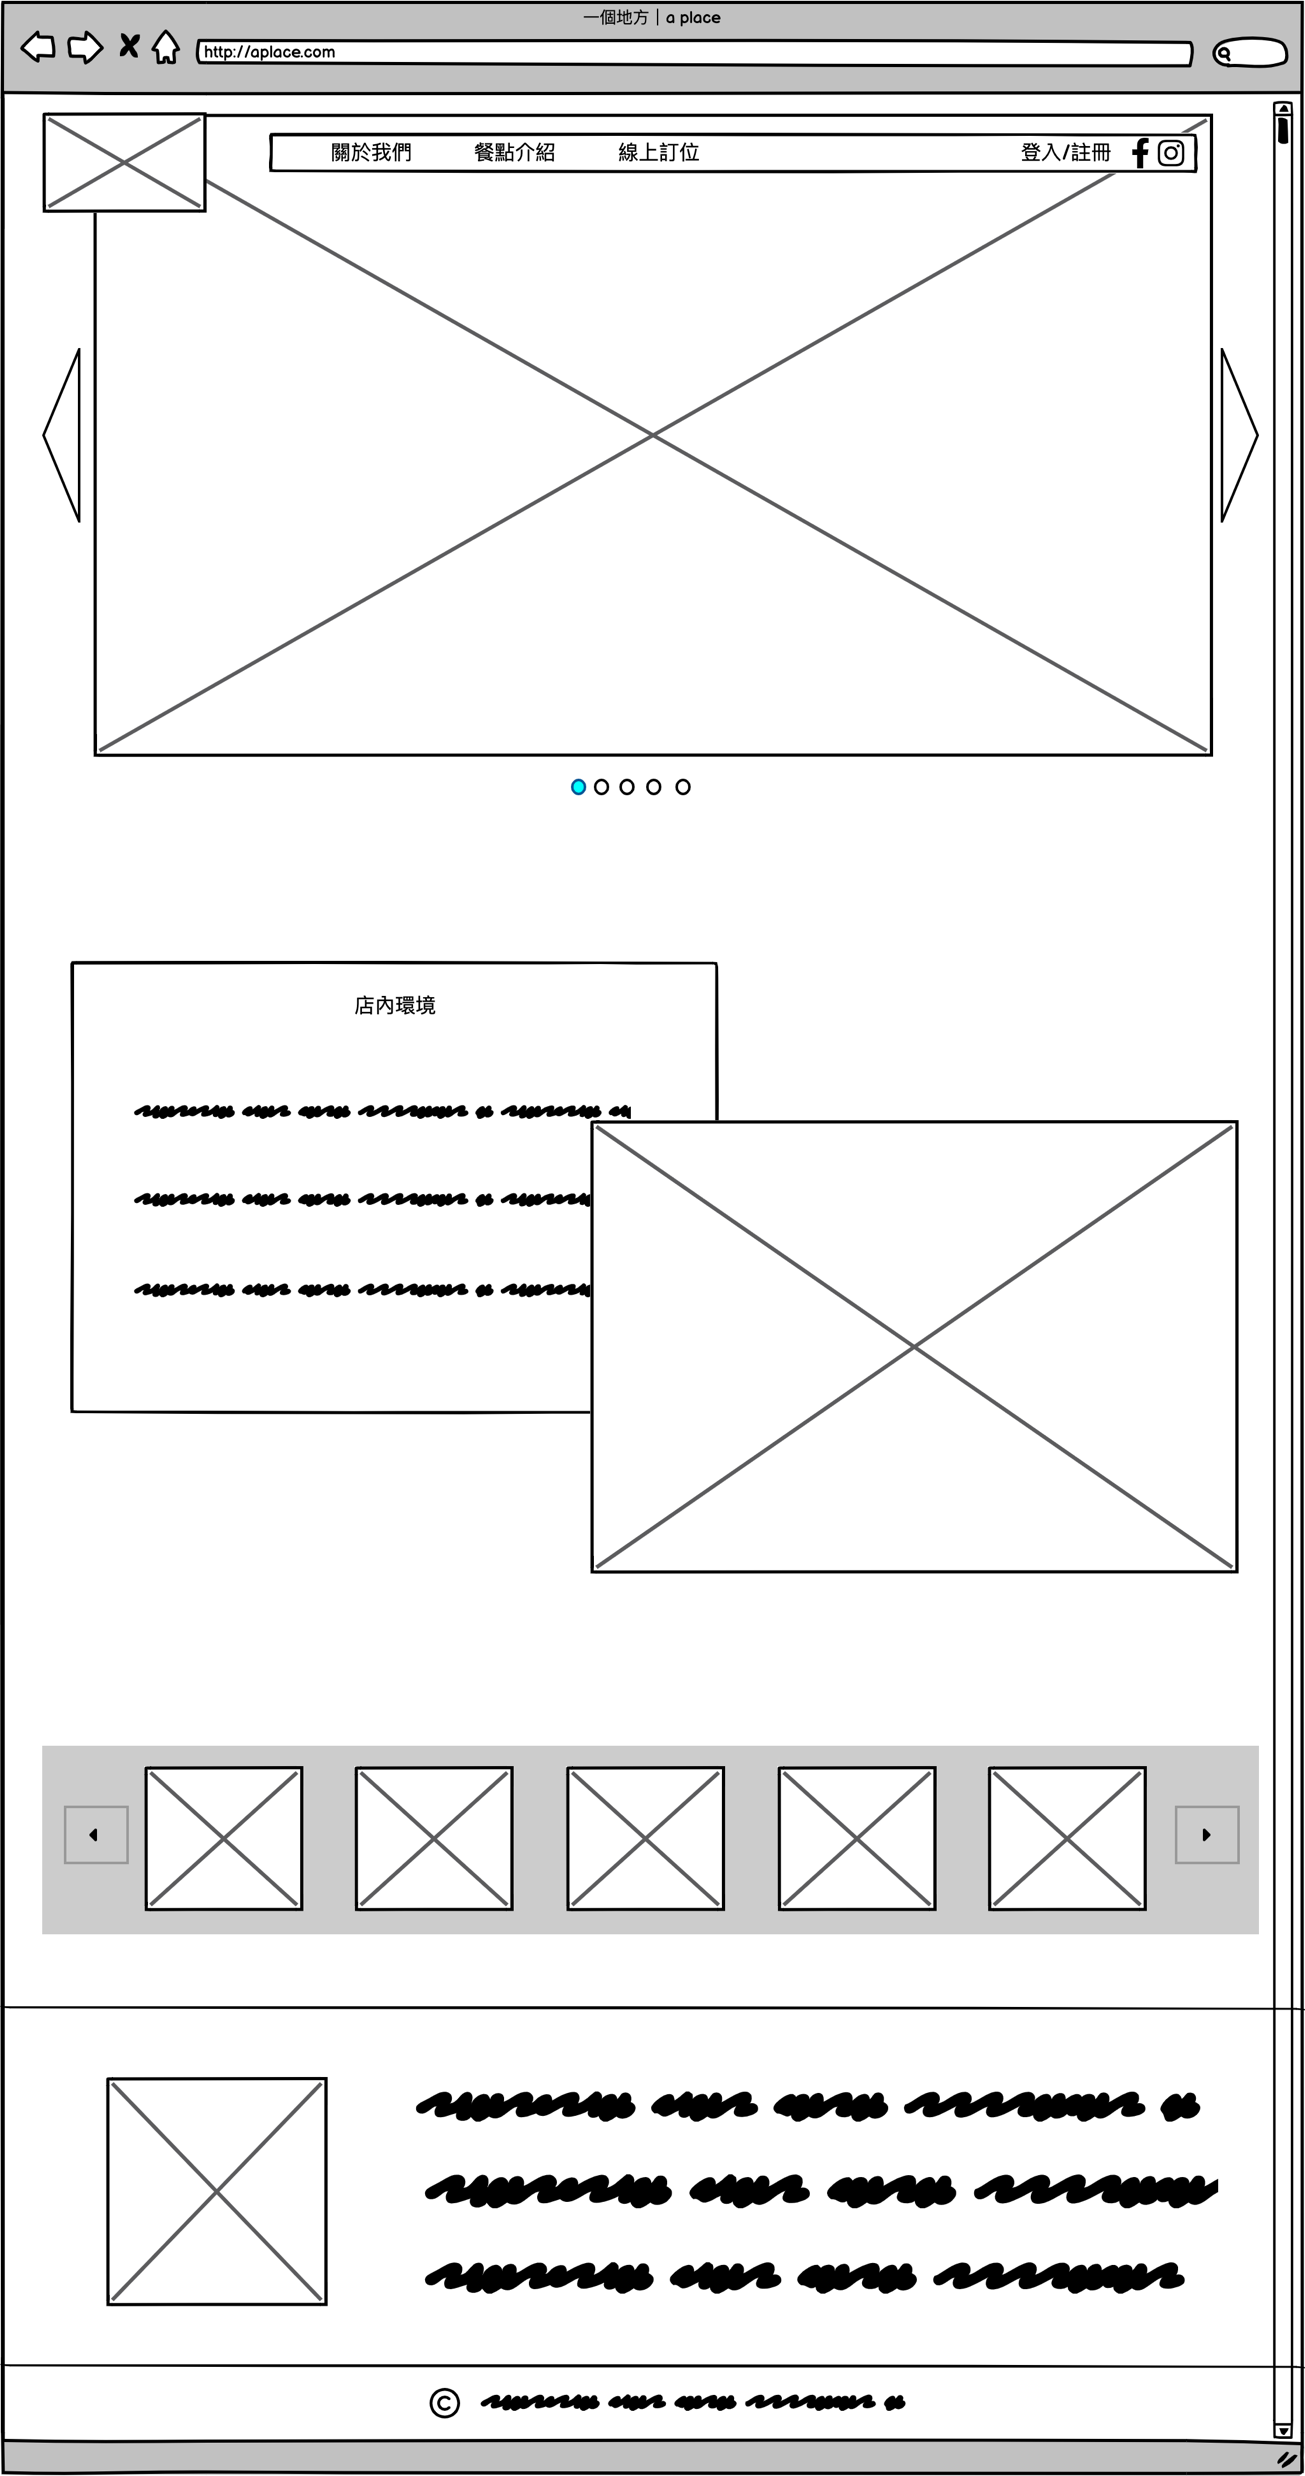 一個地方｜a place
http://aplace.com
關於我們 餐點介紹 線上訂位 登入/註冊
店內環境
©